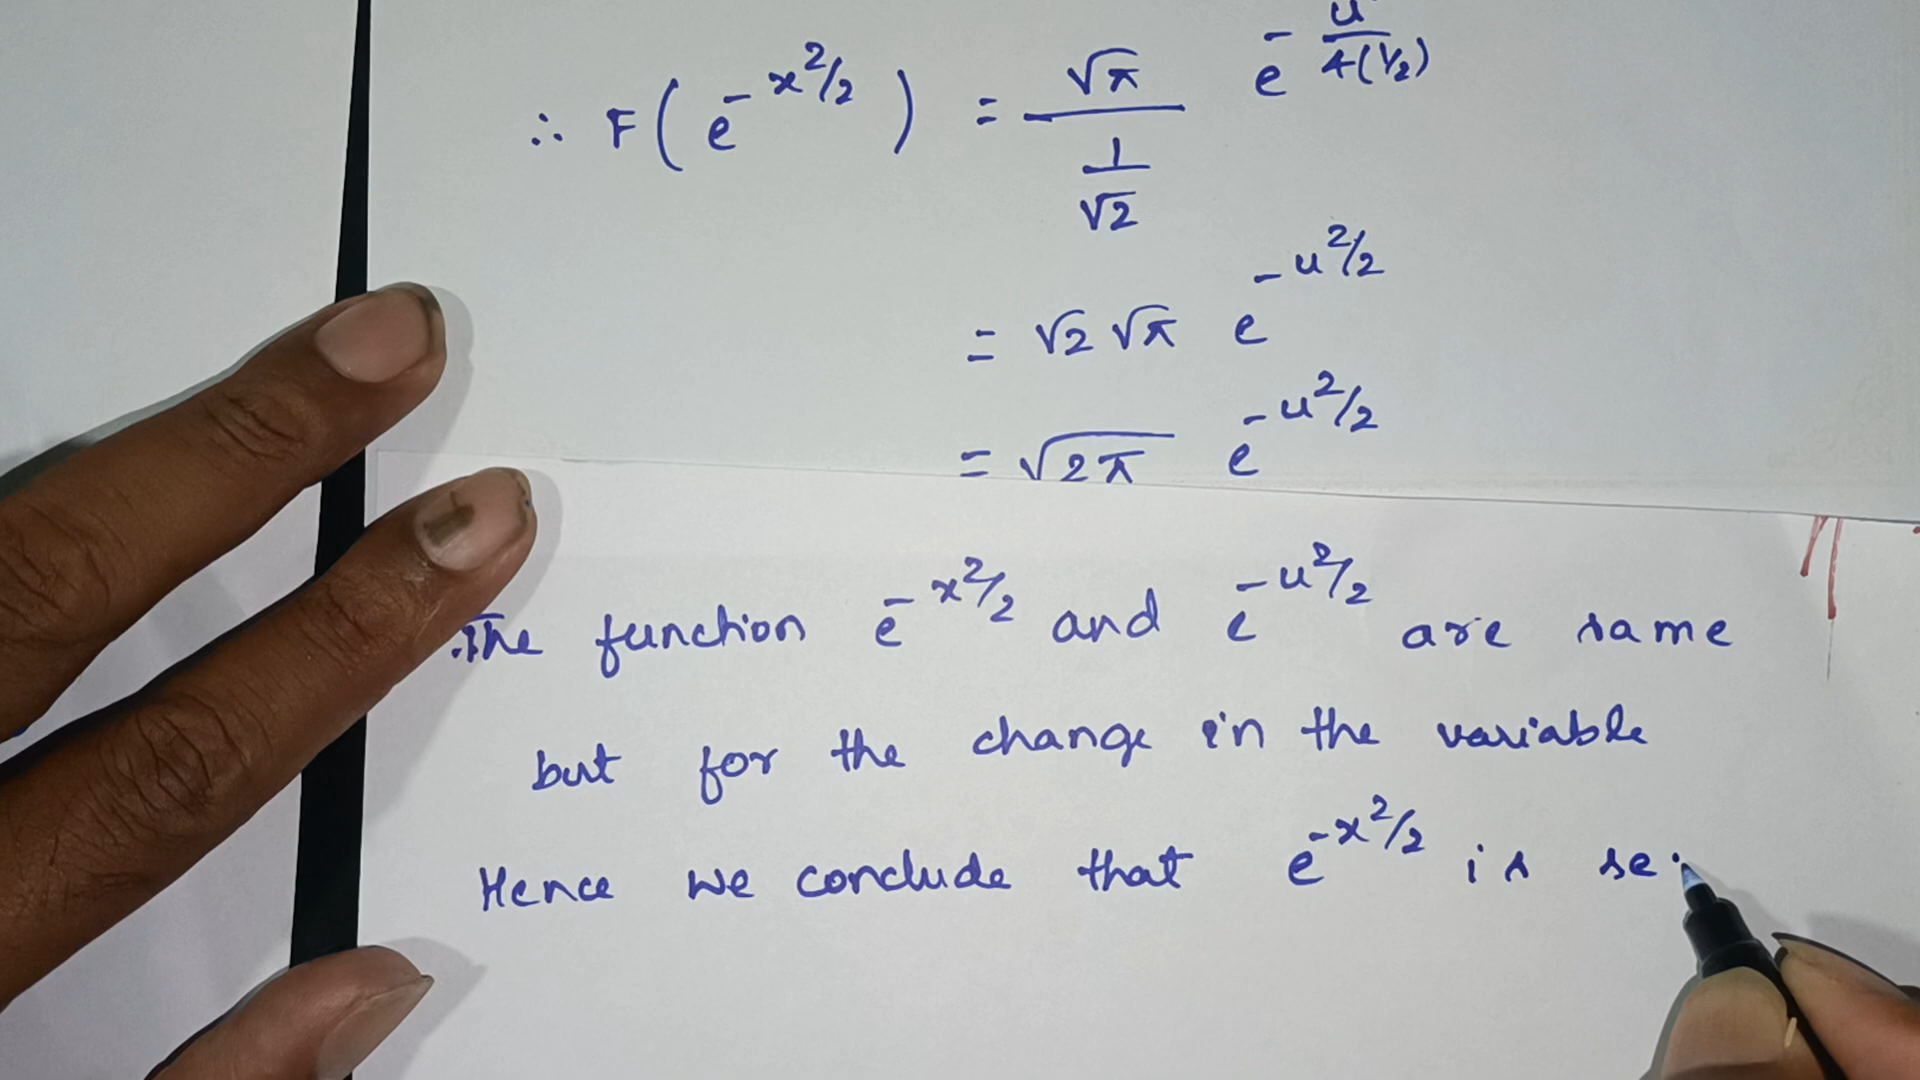 ∴ F(e^{-x²/2}) = √π / (1/√2) e^{-u/4(1/2)}
= √2 √π e^{-u²/2}
= √2π e^{-u²/2}
The function e^{-x²/2} and e^{-u²/2} are same
but for the change in the variable
Hence we conclude that e^{-x²/2} is se